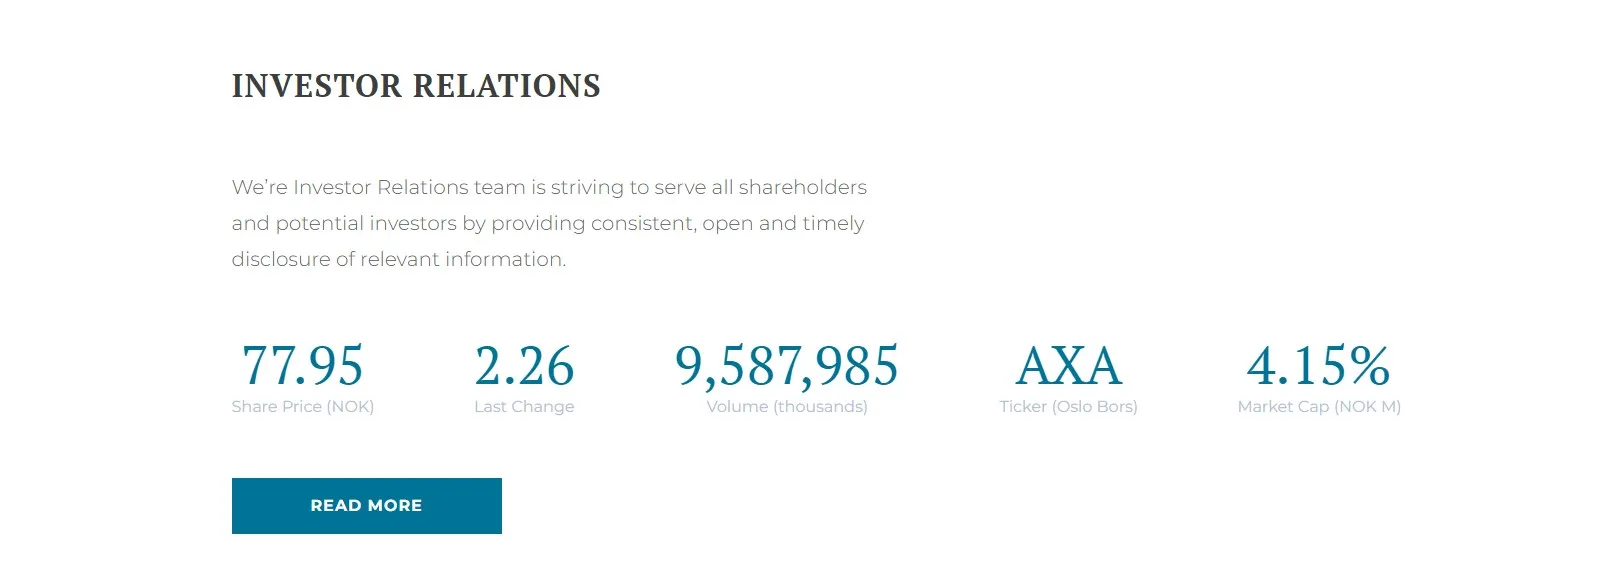 INVESTOR RELATIONS
We’re Investor Relations team is striving to serve all shareholders
and potential investors by providing consistent, open and timely
disclosure of relevant information.
77.95 2.26 9,587,985 AXA 4.15%
Share Price (NOK) Last Change Volume (thousands) Ticker (Oslo Bors) Market Cap (NOK M)
READ MORE